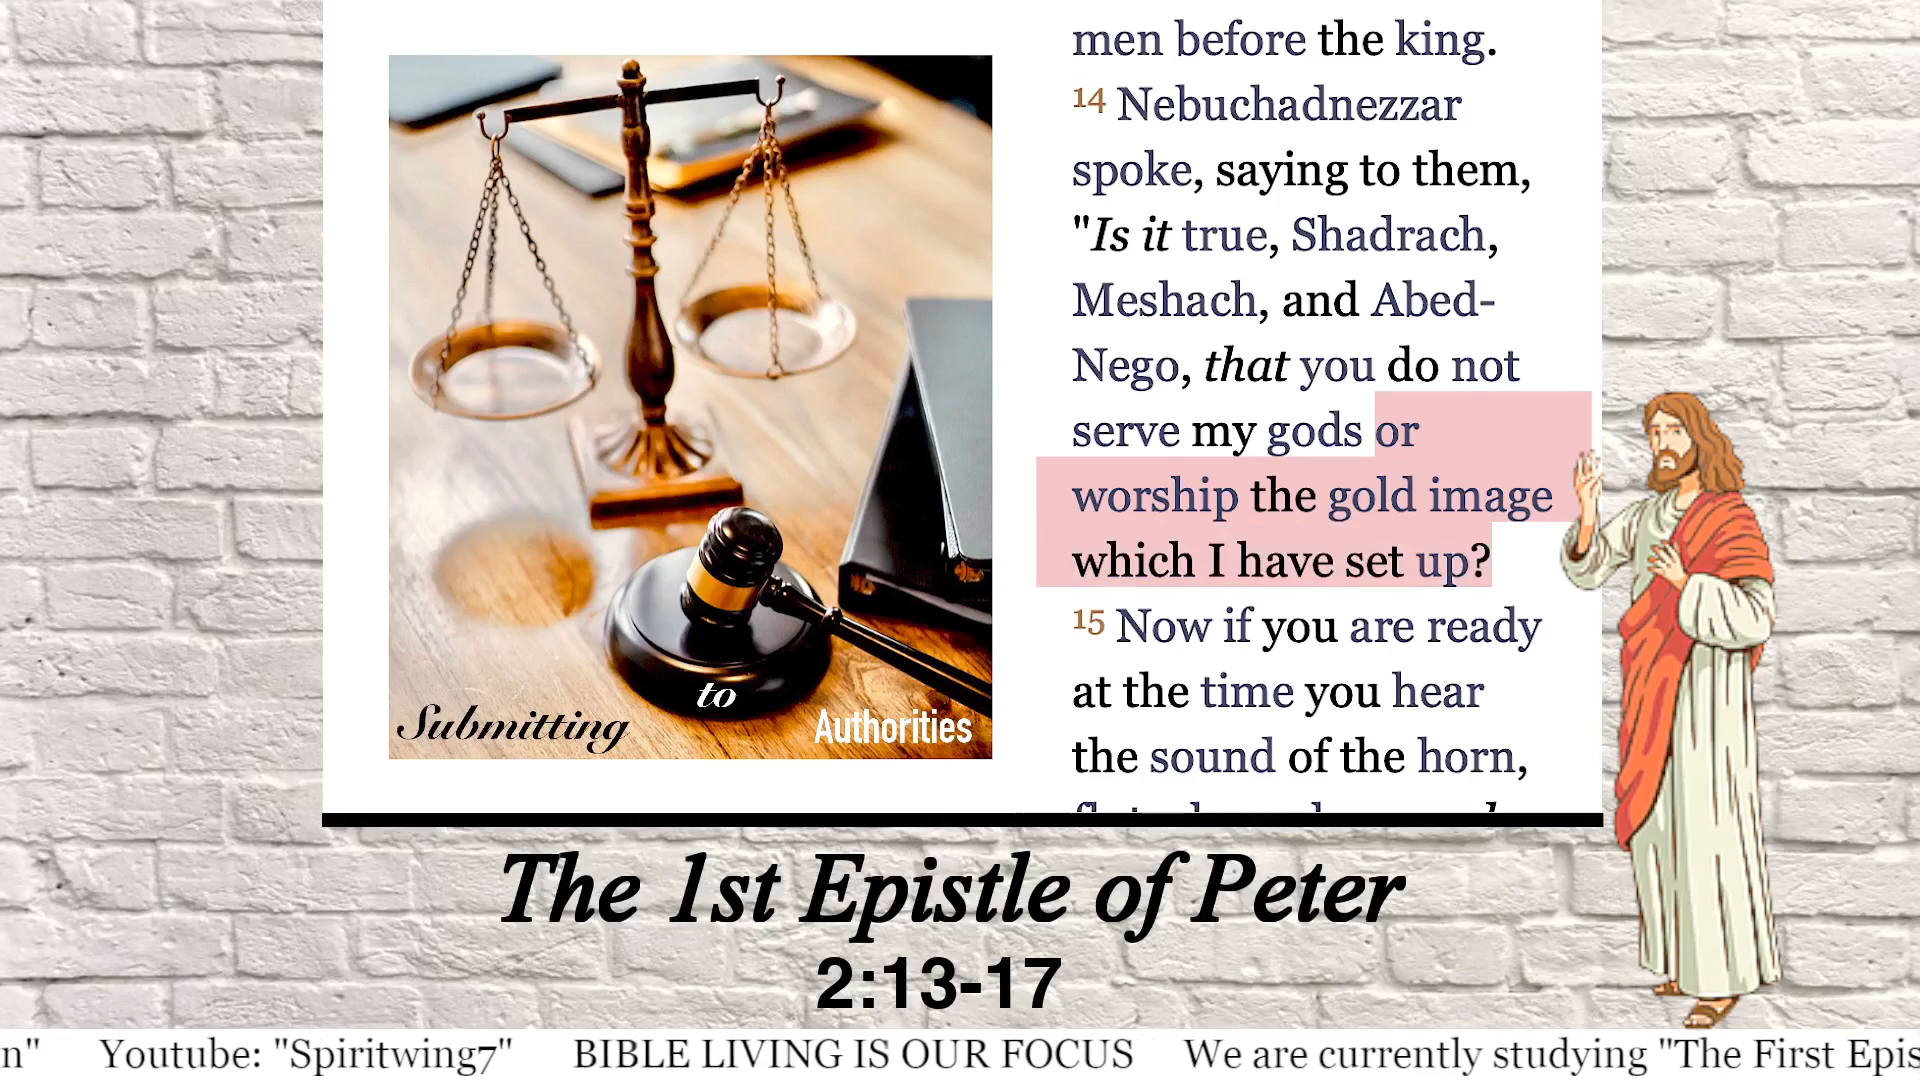 men before the king.
14 Nebuchadnezzar
spoke, saying to them,
"Is it true, Shadrach,
Meshach, and Abed-
Nego, that you do not
serve my gods or
worship the gold image
which I have set up?
15 Now if you are ready
at the time you hear
the sound of the horn,
Submitting to Authorities
The 1st Epistle of Peter
2:13-17
n" Youtube: "Spiritwing7" BIBLE LIVING IS OUR FOCUS We are currently studying "The First Epis